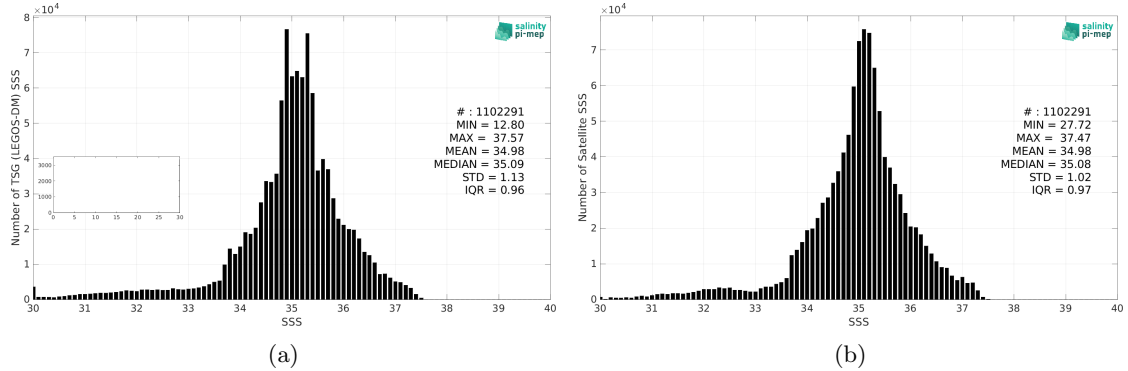 ×10⁴
8
7
6
5
4
3
2
1
0
Number of TSG (LEGOS-DM) SSS
salinity
pi-mep
# : 1102291
MIN = 12.80
MAX = 37.57
MEAN = 34.98
MEDIAN = 35.09
STD = 1.13
IQR = 0.96
3000
2000
1000
0
0 5 10 15 20 25 30
30 31 32 33 34 35 36 37 38 39 40
SSS
(a)
×10⁴
7
6
5
4
3
2
1
0
Number of Satellite SSS
salinity
pi-mep
# : 1102291
MIN = 27.72
MAX = 37.47
MEAN = 34.98
MEDIAN = 35.08
STD = 1.02
IQR = 0.97
30 31 32 33 34 35 36 37 38 39 40
SSS
(b)